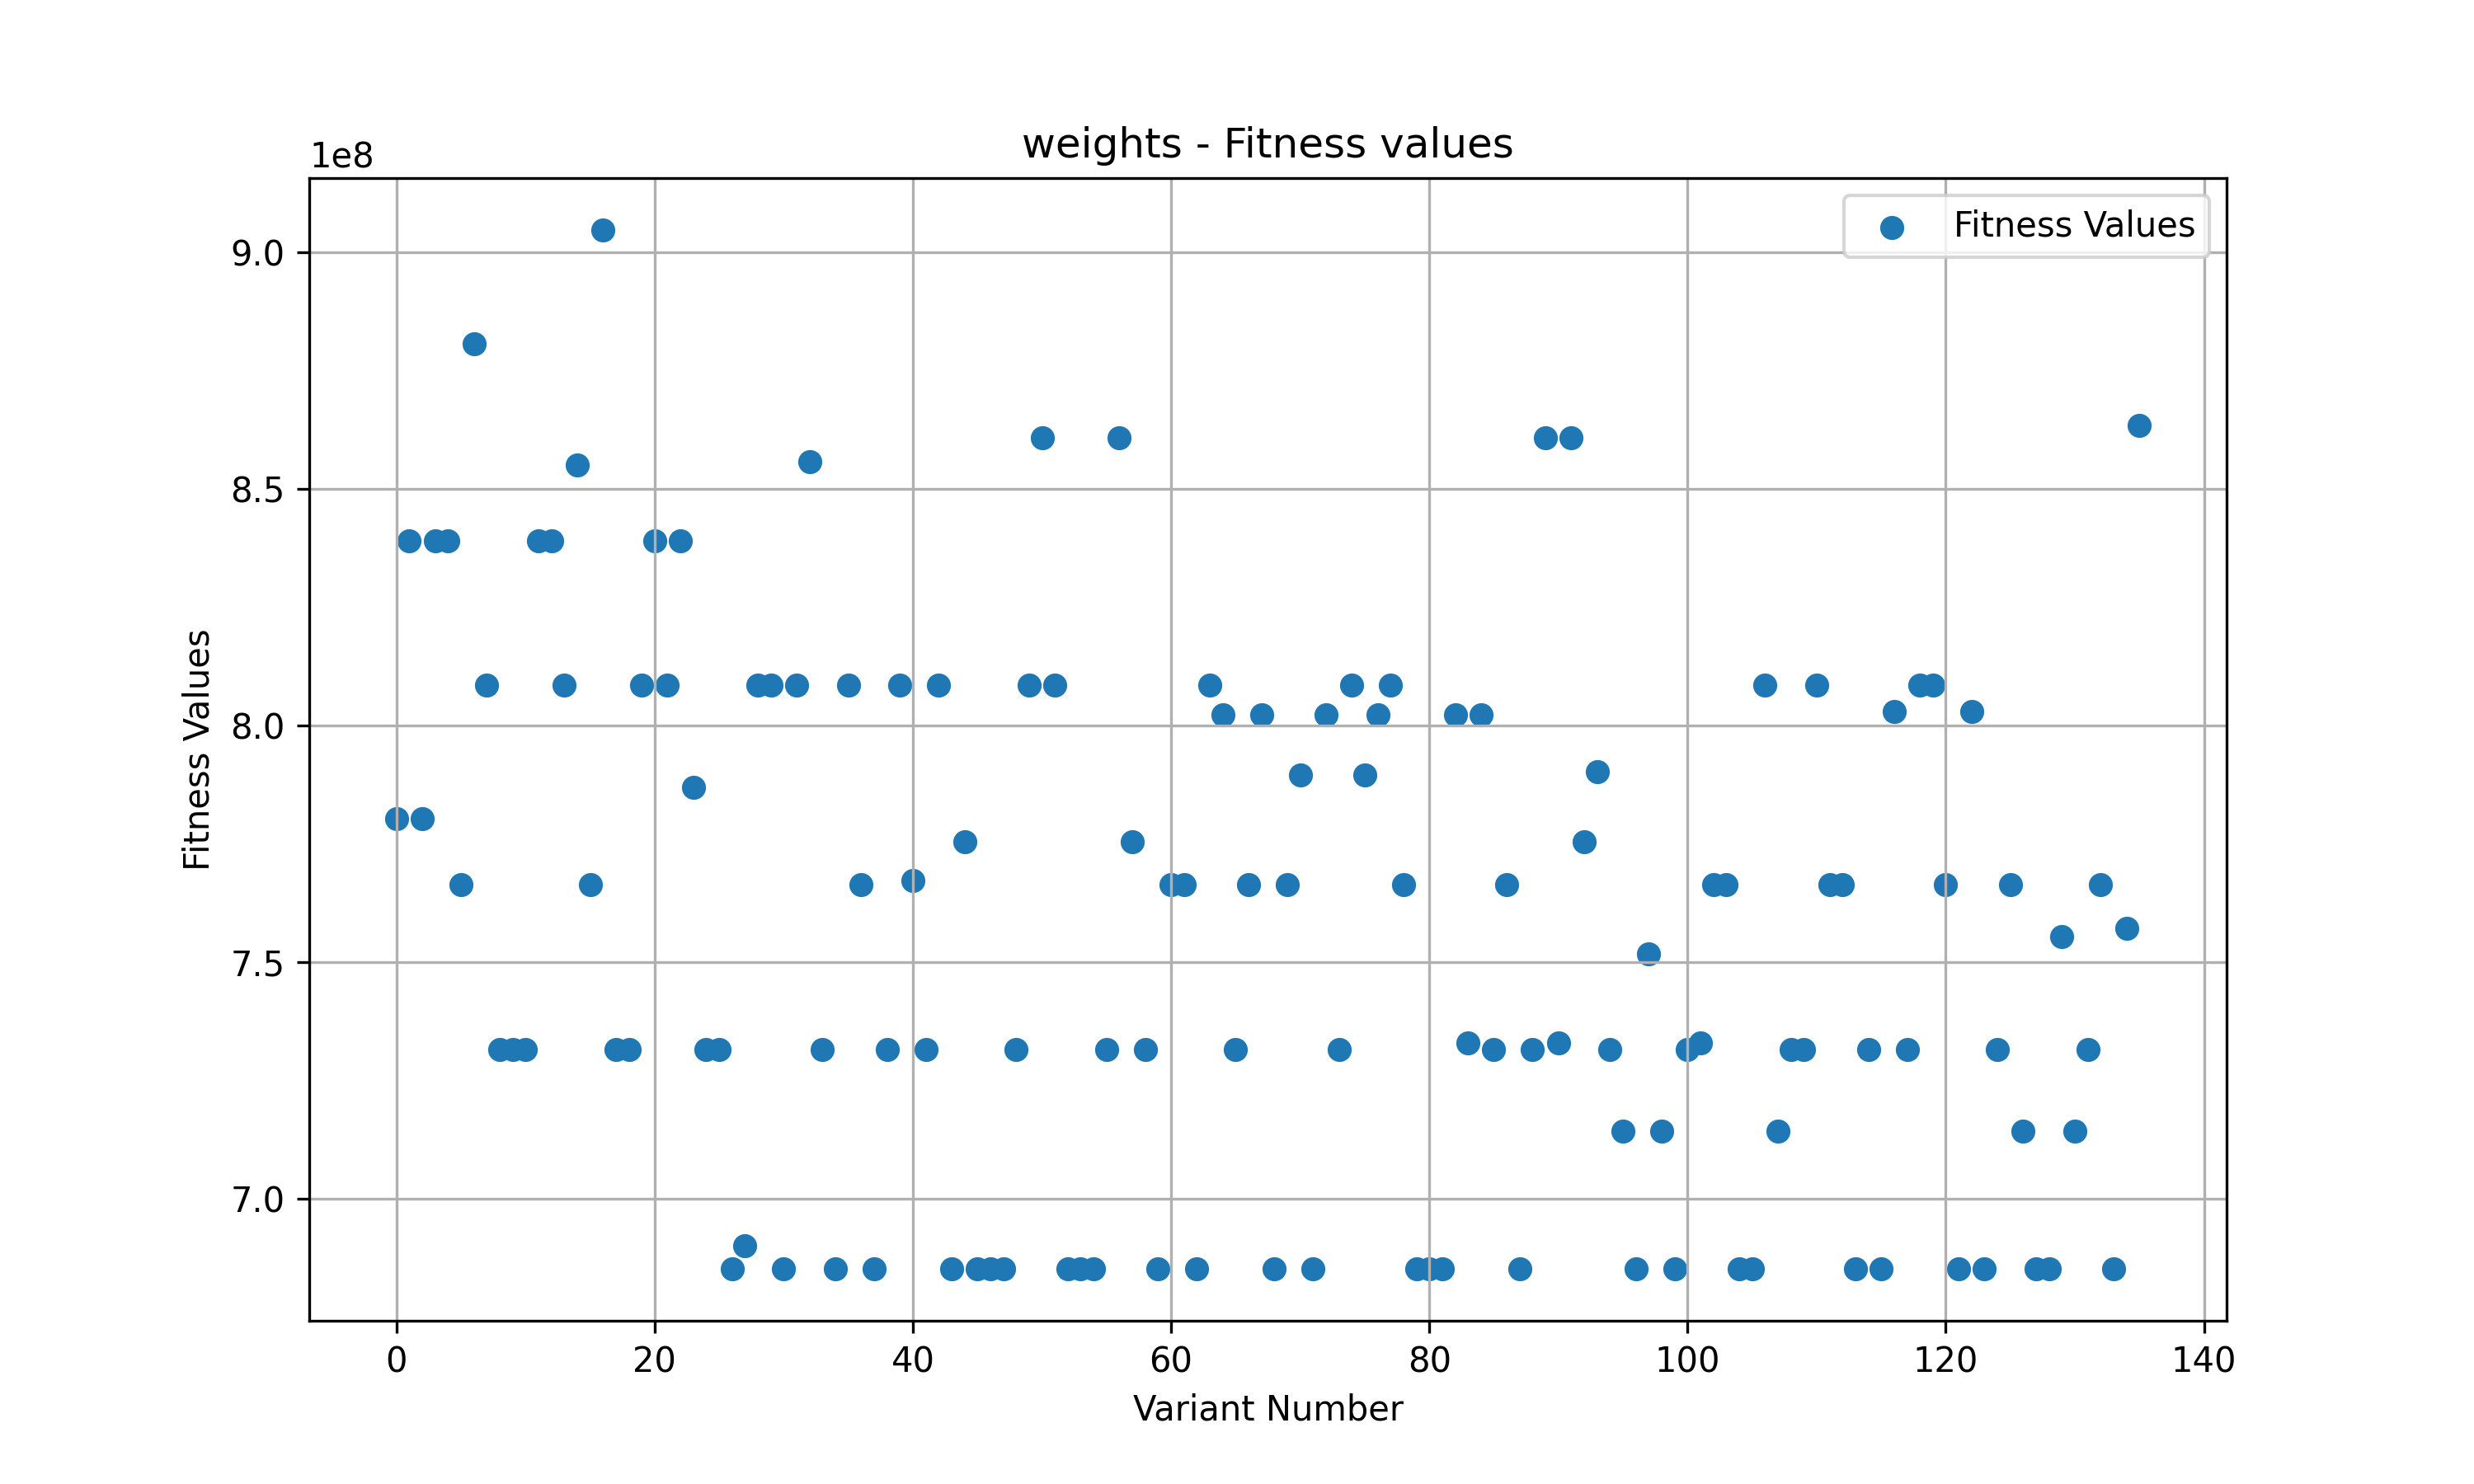 weights - Fitness values
1e8
Fitness Values
9.0
8.5
8.0
7.5
7.0
Fitness Values
0 20 40 60 80 100 120 140
Variant Number